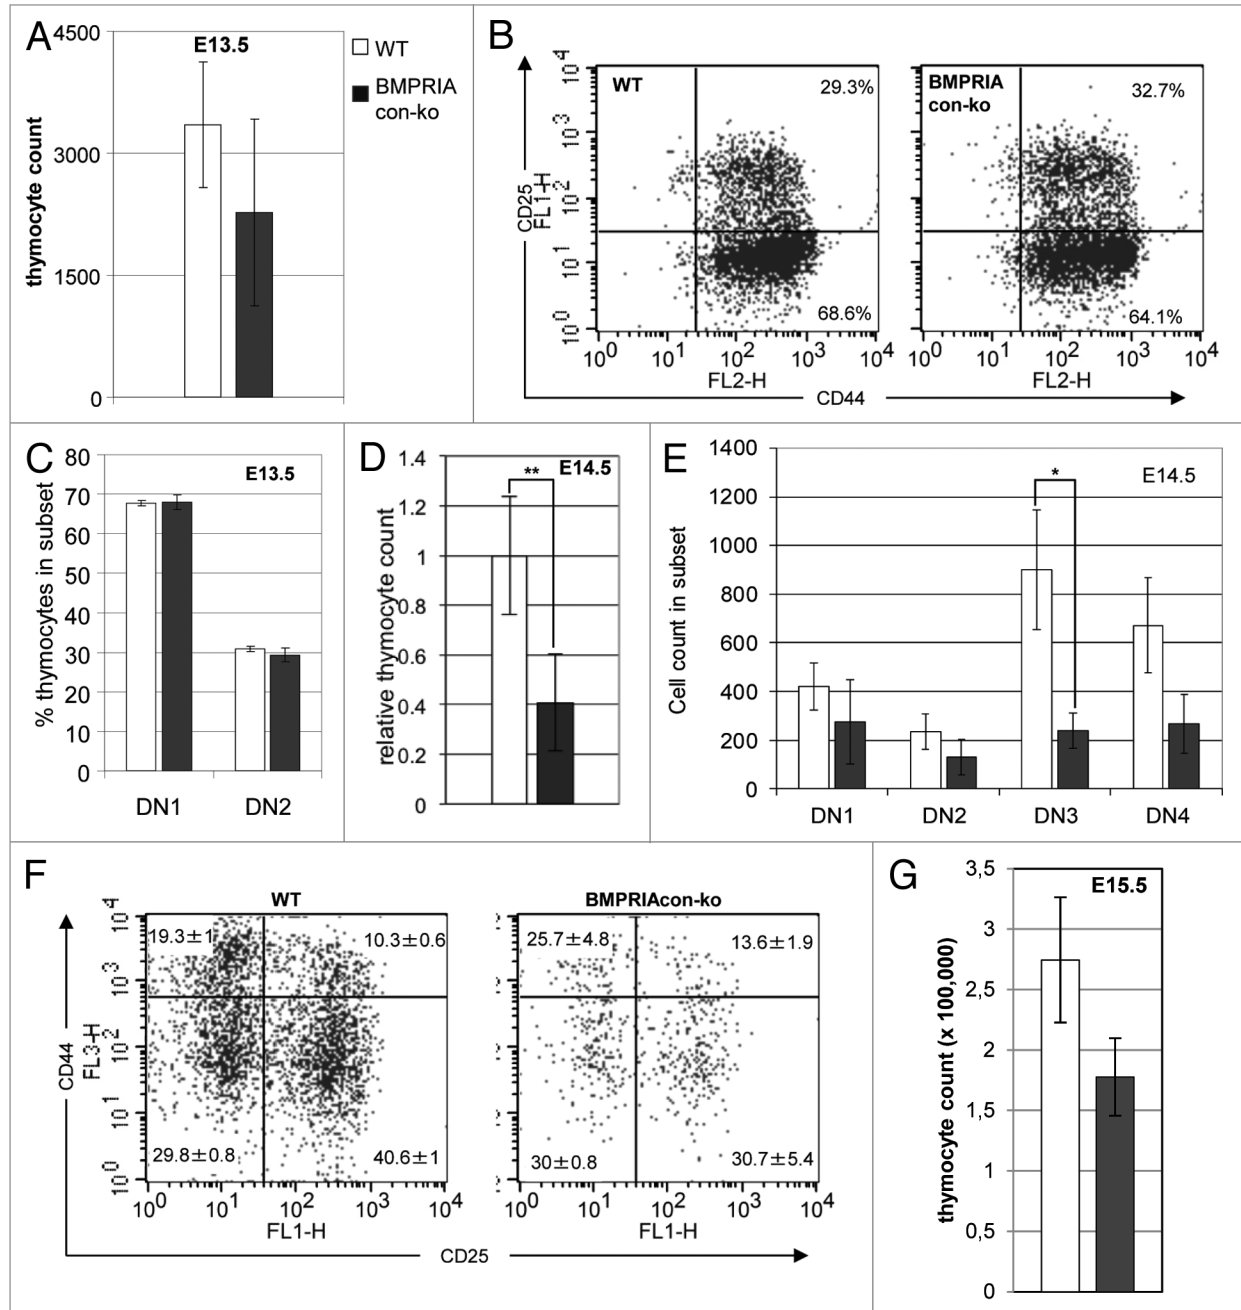 A
E13.5
4500
3000
1500
0
thymocyte count
WT
BMPRIA
con-ko
B
WT
29.3%
68.6%
BMPRIA
con-ko
32.7%
64.1%
10^4
10^3
10^2
10^1
10^0
CD25
FL1-H
10^0 10^1 10^2 10^3 10^4
FL2-H
10^0 10^1 10^2 10^3 10^4
FL2-H
CD44
C
E13.5
80
70
60
50
40
30
20
10
0
% thymocytes in subset
DN1 DN2
D
E14.5
**
1.4
1.2
1
0.8
0.6
0.4
0.2
0
relative thymocyte count
E
E14.5
*
1400
1200
1000
800
600
400
200
0
Cell count in subset
DN1 DN2 DN3 DN4
F
WT
19.3±1
10.3±0.6
29.8±0.8
40.6±1
BMPRIAcon-ko
25.7±4.8
13.6±1.9
30±0.8
30.7±5.4
10^4
10^3
10^2
10^1
10^0
CD44
FL3-H
10^0 10^1 10^2 10^3 10^4
FL1-H
10^0 10^1 10^2 10^3 10^4
FL1-H
CD25
G
E15.5
3,5
3
2,5
2
1,5
1
0,5
0
thymocyte count (x 100,000)